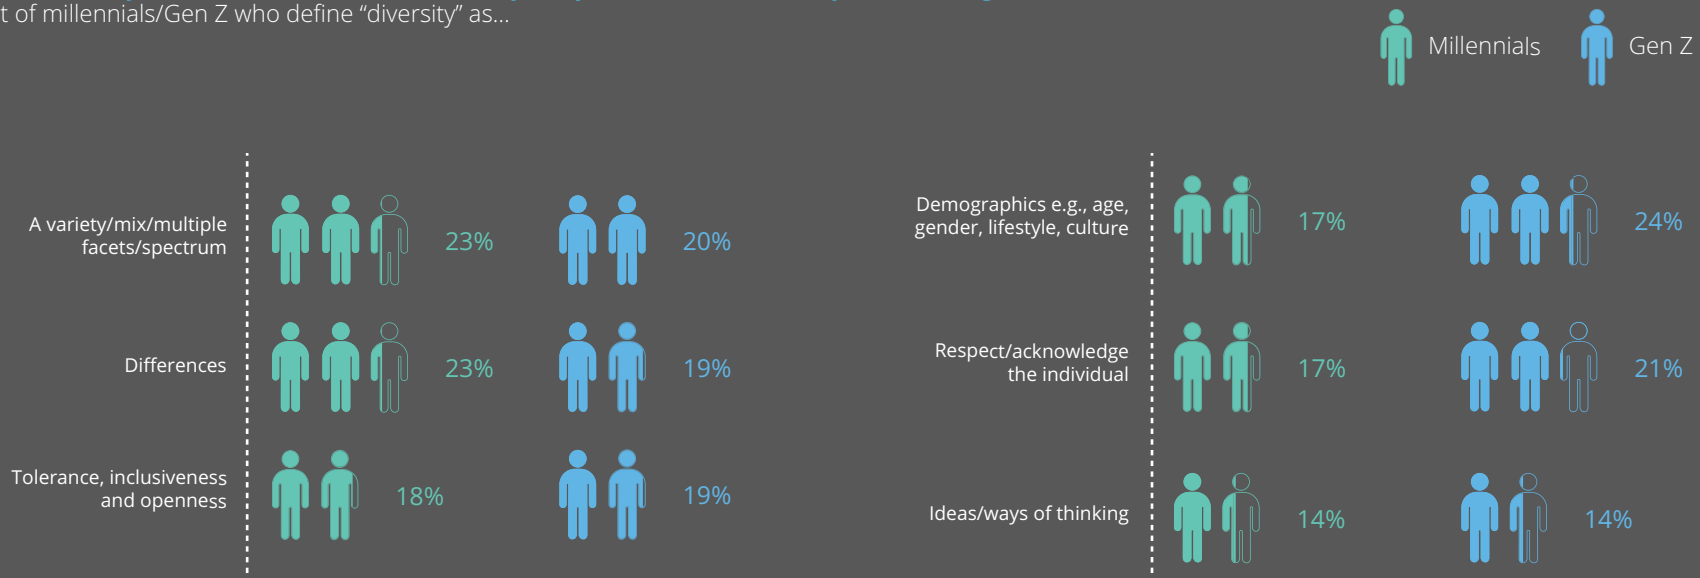 t of millennials/Gen Z who define “diversity” as...
Millennials
Gen Z
A variety/mix/multiple
facets/spectrum
23%
20%
Differences
23%
19%
Tolerance, inclusiveness
and openness
18%
19%
Demographics e.g., age,
gender, lifestyle, culture
17%
24%
Respect/acknowledge
the individual
17%
21%
Ideas/ways of thinking
14%
14%